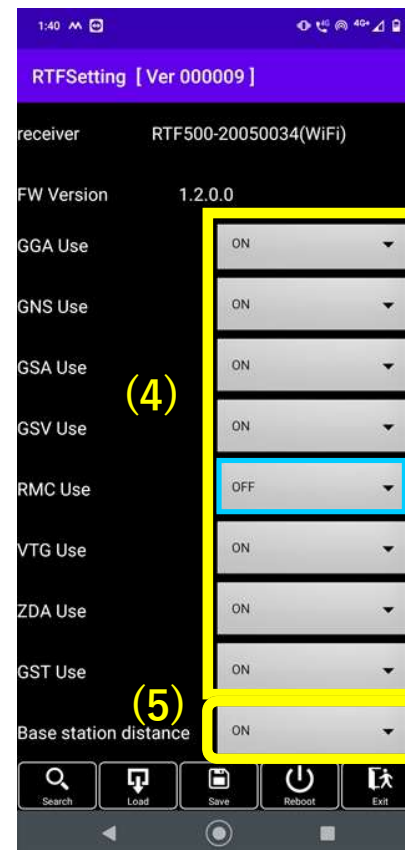 1:40 4G 4G+
RTFSetting [ Ver 000009 ]
receiver RTF500-20050034(WiFi)
FW Version 1.2.0.0
GGA Use ON
GNS Use ON
GSA Use ON
(4)
GSV Use ON
RMC Use OFF
VTG Use ON
ZDA Use ON
GST Use ON
(5)
Base station distance ON
Search Load Save Reboot Exit